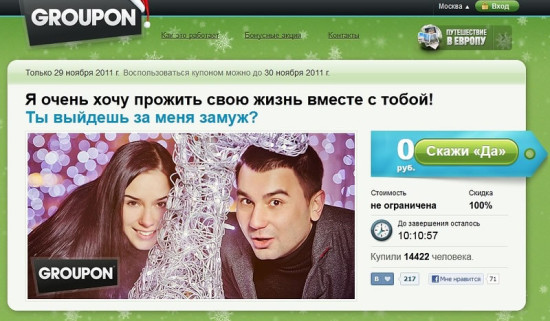 GROUPON
Москва ▲
Вход
Как это работает
Бонусные акции
Контакты
ПУТЕШЕСТВИЕ
В ЕВРОПУ
Только 29 ноября 2011 г. Воспользоваться купоном можно до 30 ноября 2011 г.
Я очень хочу прожить свою жизнь вместе с тобой!
Ты выйдешь за меня замуж?
0
руб.
Скажи «Да»
Стоимость
не ограничена
Скидка
100%
До завершения осталось
10:10:57
Купили 14422 человека.
В
217
Мне нравится
71
GROUPON